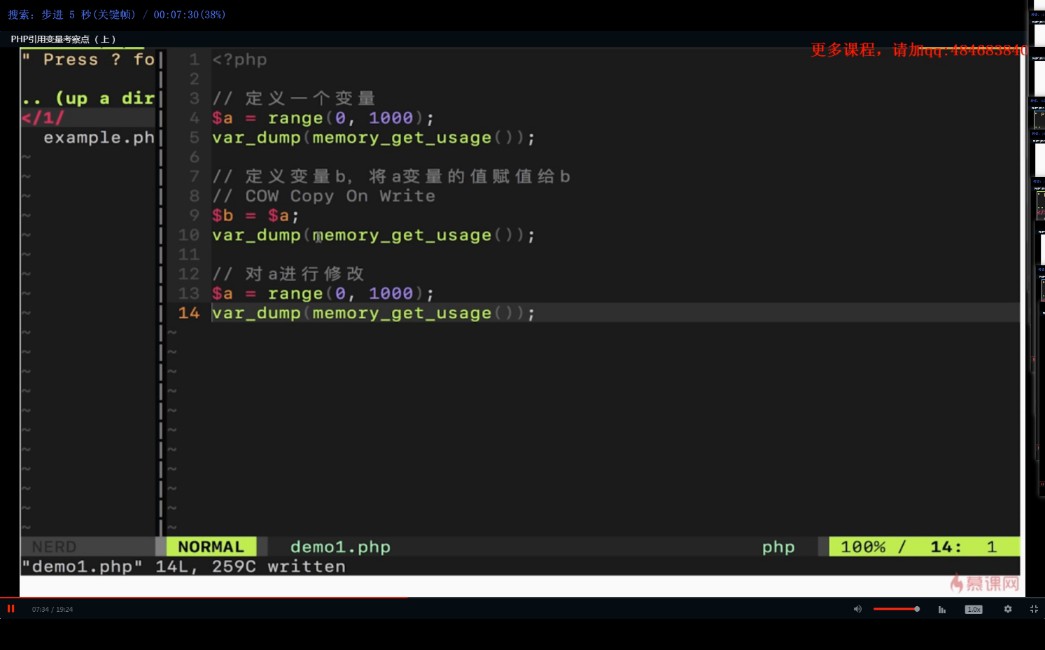 搜索: 步进 5 秒(关键帧) / 00:07:30(38%)
PHP引用变量考察点（上）
更多课程，请加qq:484683840
" Press ? fo
.. (up a dir
</1/
example.ph
1 <?php
2
3 // 定义一个变量
4 $a = range(0, 1000);
5 var_dump(memory_get_usage());
6
7 // 定义变量b, 将a变量的值赋值给b
8 // COW Copy On Write
9 $b = $a;
10 var_dump(memory_get_usage());
11
12 // 对a进行修改
13 $a = range(0, 1000);
14 var_dump(memory_get_usage());
NERD NORMAL demo1.php php 100% / 14: 1
"demo1.php" 14L, 259C written
慕课网
07:34 / 19:24 1.0x